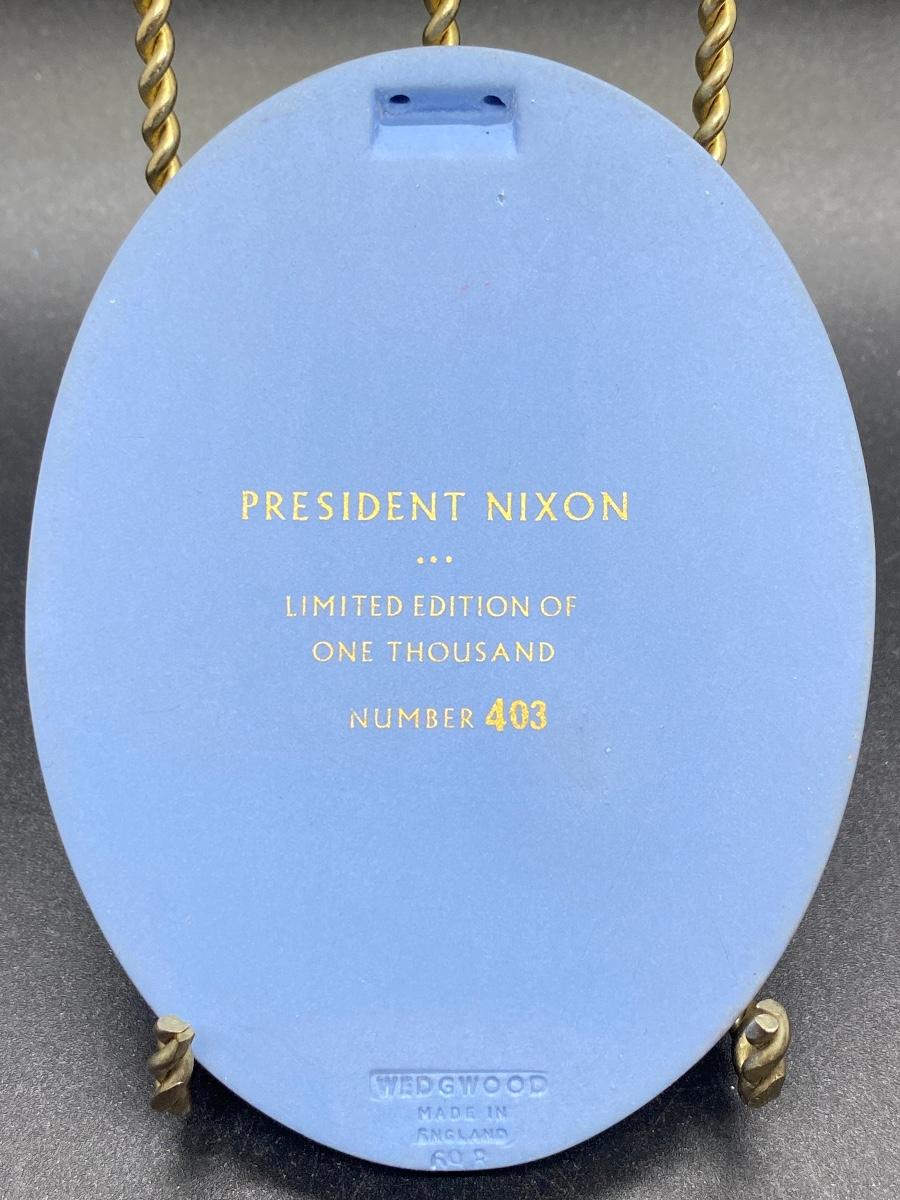 PRESIDENT NIXON
...
LIMITED EDITION OF
ONE THOUSAND
NUMBER 403
WEDGWOOD
MADE IN
ENGLAND